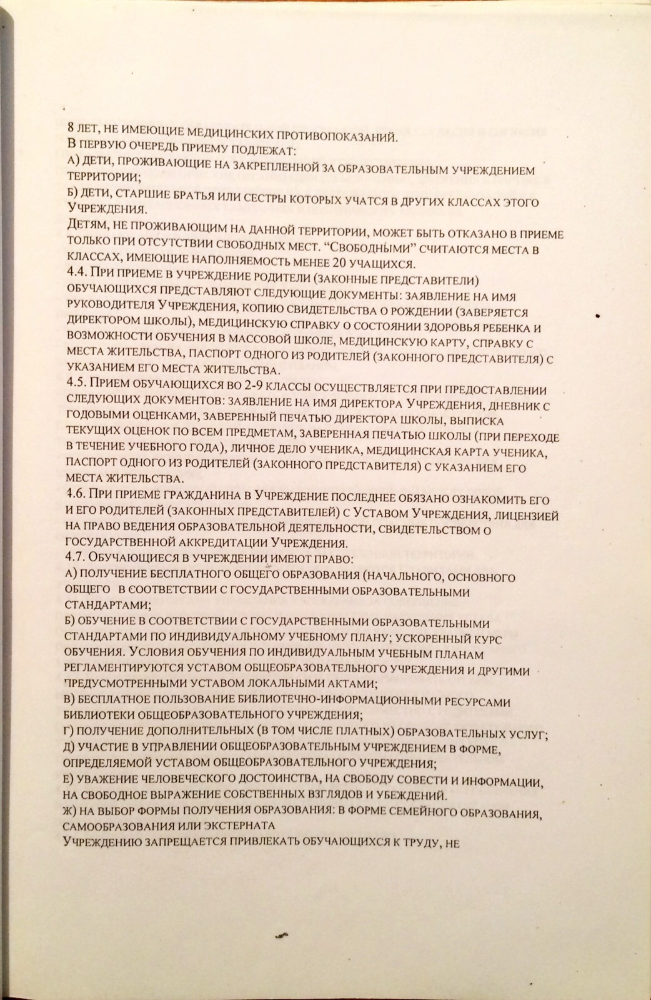 8 лет, не имеющие медицинских противопоказаний.
В первую очередь приему подлежат:
а) дети, проживающие на закрепленной за образовательным учреждением
территории;
б) дети, старшие братья или сестры которых учатся в других классах этого
Учреждения.
Детям, не проживающим на данной территории, может быть отказано в приеме
только при отсутствии свободных мест. “Свободными” считаются места в
классах, имеющие наполняемость менее 20 учащихся.
4.4. При приеме в учреждение родители (законные представители)
обучающихся представляют следующие документы: заявление на имя
руководителя Учреждения, копию свидетельства о рождении (заверяется
директором школы), медицинскую справку о состоянии здоровья ребенка и
возможности обучения в массовой школе, медицинскую карту, справку с
места жительства, паспорт одного из родителей (законного представителя) с
указанием его места жительства.
4.5. Прием обучающихся во 2-9 классы осуществляется при предоставлении
следующих документов: заявление на имя директора Учреждения, дневник с
годовыми оценками, заверенный печатью директора школы, выписка
текущих оценок по всем предметам, заверенная печатью школы (при переходе
в течение учебного года), личное дело ученика, медицинская карта ученика,
паспорт одного из родителей (законного представителя) с указанием его
места жительства.
4.6. При приеме гражданина в Учреждение последнее обязано ознакомить его
и его родителей (законных представителей) с Уставом Учреждения, лицензией
на право ведения образовательной деятельности, свидетельством о
государственной аккредитации Учреждения.
4.7. Обучающиеся в учреждении имеют право:
а) получение бесплатного общего образования (начального, основного
общего в соответствии с государственными образовательными
стандартами;
б) обучение в соответствии с государственными образовательными
стандартами по индивидуальному учебному плану; ускоренный курс
обучения. Условия обучения по индивидуальным учебным планам
регламентируются уставом общеобразовательного учреждения и другими
предусмотренными уставом локальными актами;
в) бесплатное пользование библиотечно-информационными ресурсами
библиотеки общеобразовательного учреждения;
г) получение дополнительных (в том числе платных) образовательных услуг;
д) участие в управлении общеобразовательным учреждением в форме,
определяемой уставом общеобразовательного учреждения;
е) уважение человеческого достоинства, на свободу совести и информации,
на свободное выражение собственных взглядов и убеждений.
ж) на выбор формы получения образования: в форме семейного образования,
самообразования или экстерната
Учреждению запрещается привлекать обучающихся к труду, не